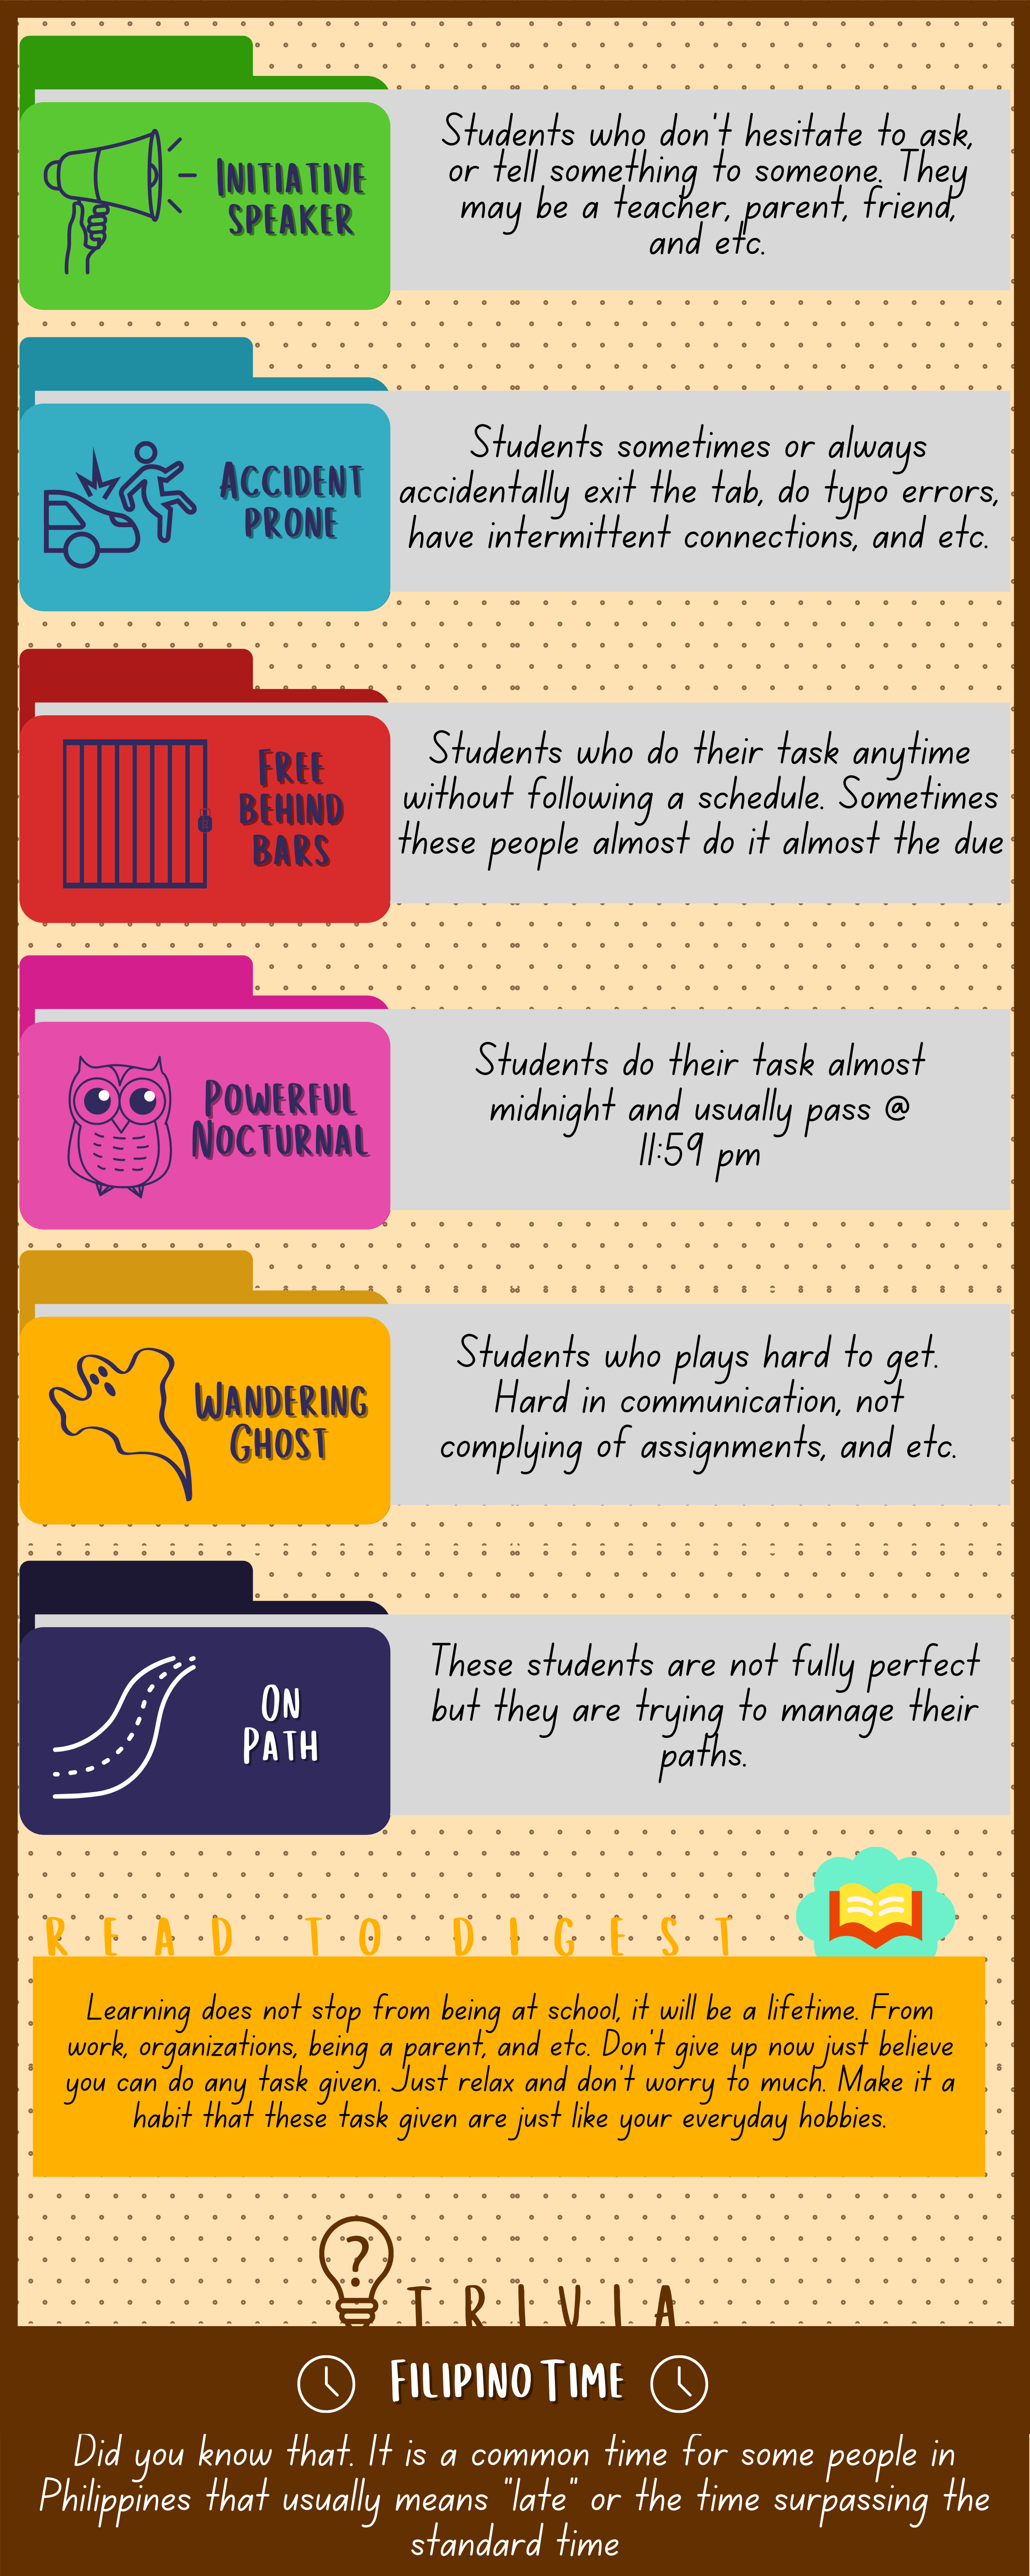 INITIATIVE
SPEAKER
Students who don't hesitate to ask,
or tell something to someone. They
may be a teacher, parent, friend,
and etc.
ACCIDENT
PRONE
Students sometimes or always
accidentally exit the tab, do typo errors,
have intermittent connections, and etc.
FREE
BEHIND
BARS
Students who do their task anytime
without following a schedule. Sometimes
these people almost do it almost the due
POWERFUL
NOCTURNAL
Students do their task almost
midnight and usually pass @
11:59 pm
WANDERING
GHOST
Students who plays hard to get.
Hard in communication, not
complying of assignments, and etc.
ON
PATH
These students are not fully perfect
but they are trying to manage their
paths.
READ TO DIGEST
Learning does not stop from being at school, it will be a lifetime. From
work, organizations, being a parent, and etc. Don't give up now just believe
you can do any task given. Just relax and don't worry to much. Make it a
habit that these task given are just like your everyday hobbies.
?
TRIVIA
FILIPINO TIME
Did you know that. It is a common time for some people in
Philippines that usually means "late" or the time surpassing the
standard time